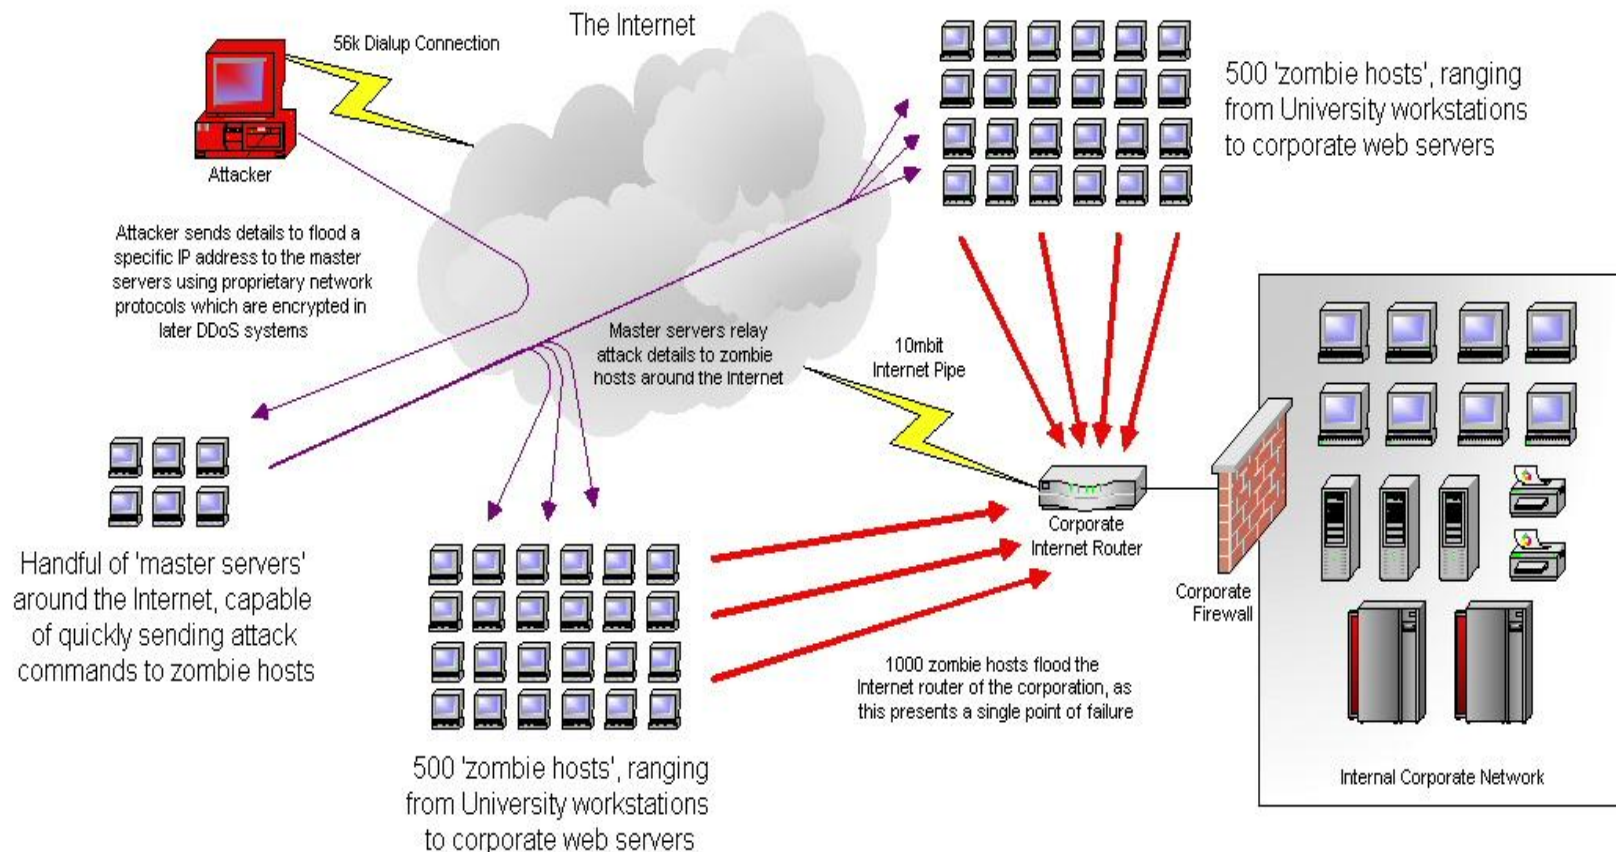 The Internet
56k Dialup Connection
Attacker
500 'zombie hosts', ranging
from University workstations
to corporate web servers
Attacker sends details to flood a
specific IP address to the master
servers using proprietary network
protocols which are encrypted in
later DDoS systems
Master servers relay
attack details to zombie
hosts around the Internet
10mbit
Internet Pipe
Corporate
Internet Router
Corporate
Firewall
Handful of 'master servers'
around the Internet, capable
of quickly sending attack
commands to zombie hosts
1000 zombie hosts flood the
Internet router of the corporation, as
this presents a single point of failure
Internal Corporate Network
500 'zombie hosts', ranging
from University workstations
to corporate web servers